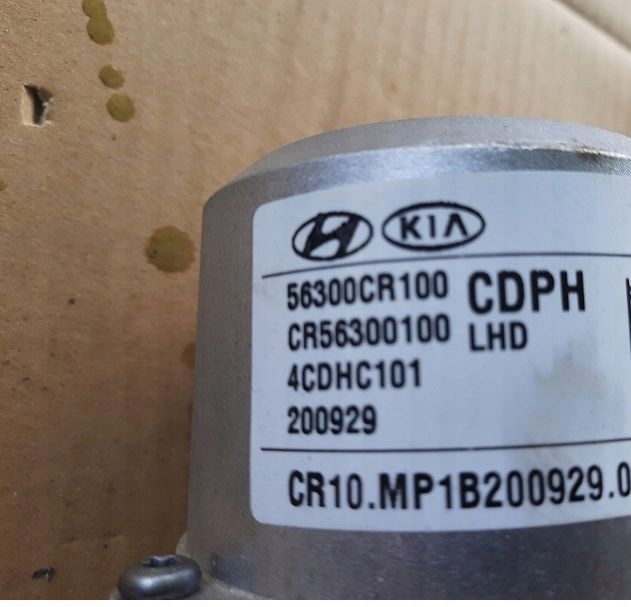 KIA
56300CR100 CDPH
CR56300100 LHD
4CDHC101
200929
CR10.MP1B200929.0